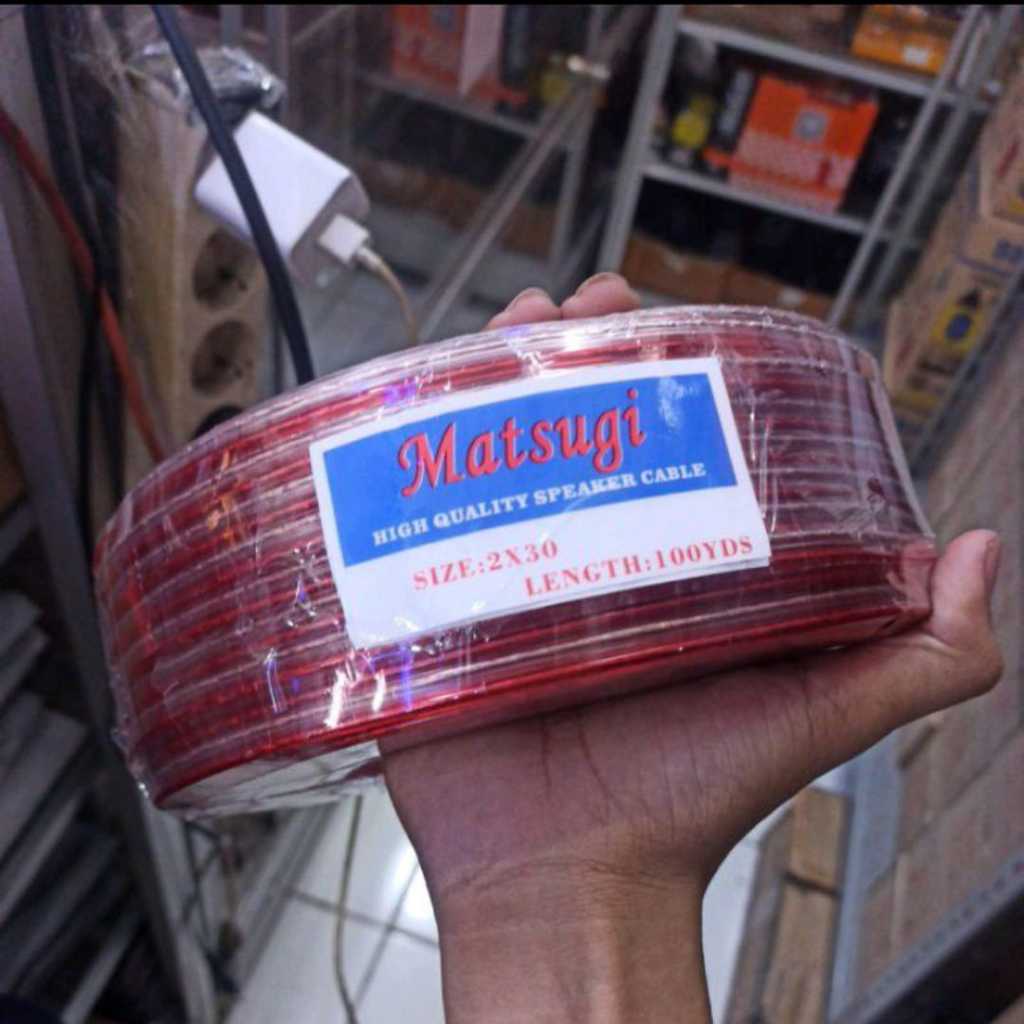 Matsugi
HIGH QUALITY SPEAKER CABLE
SIZE:2X30
LENGTH:100YDS